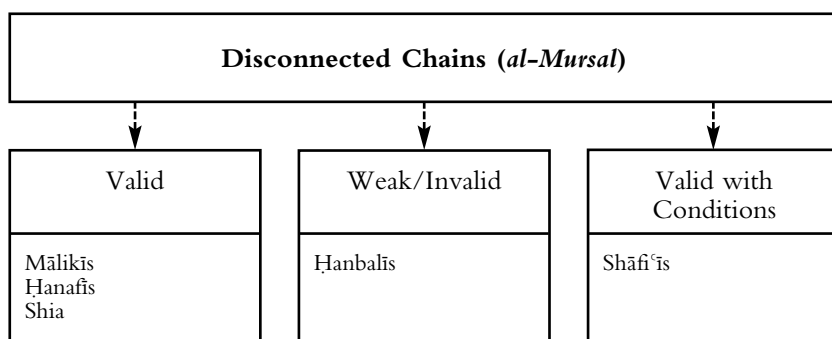 Disconnected Chains (al-Mursal)
Valid
Mālikīs
Ḥanafīs
Shia
Weak/Invalid
Ḥanbalīs
Valid with
Conditions
Shāfiʿīs